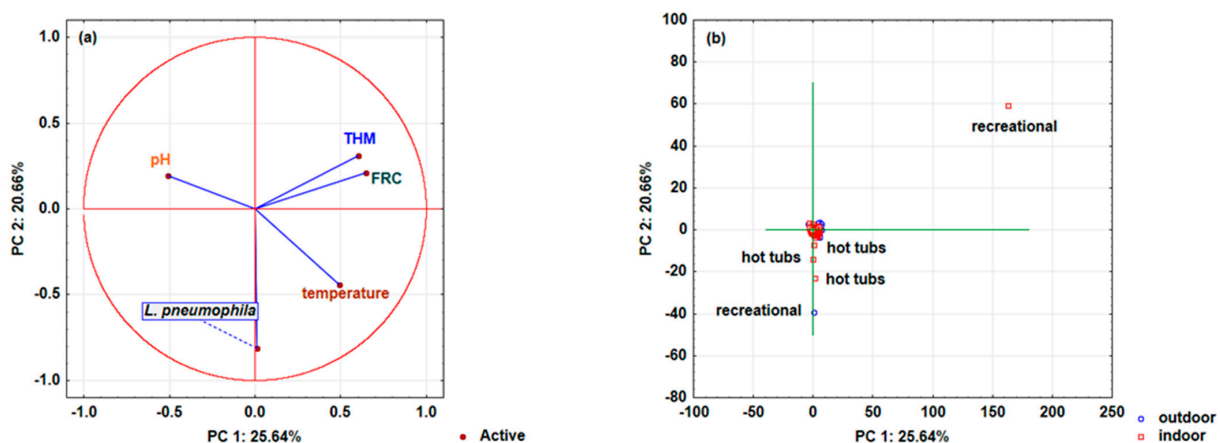 (a)
1.0
0.5
0.0
-0.5
-1.0
PC 2: 20.66%
THM
pH
FRC
temperature
L. pneumophila
-1.0 -0.5 0.0 0.5 1.0
PC 1: 25.64%
Active
(b)
80
60
40
20
0
-20
-40
-60
-80
PC 2: 20.66%
recreational
hot tubs
hot tubs
hot tubs
recreational
-100 -50 0 50 100 150 200 250
PC 1: 25.64%
outdoor
indoor